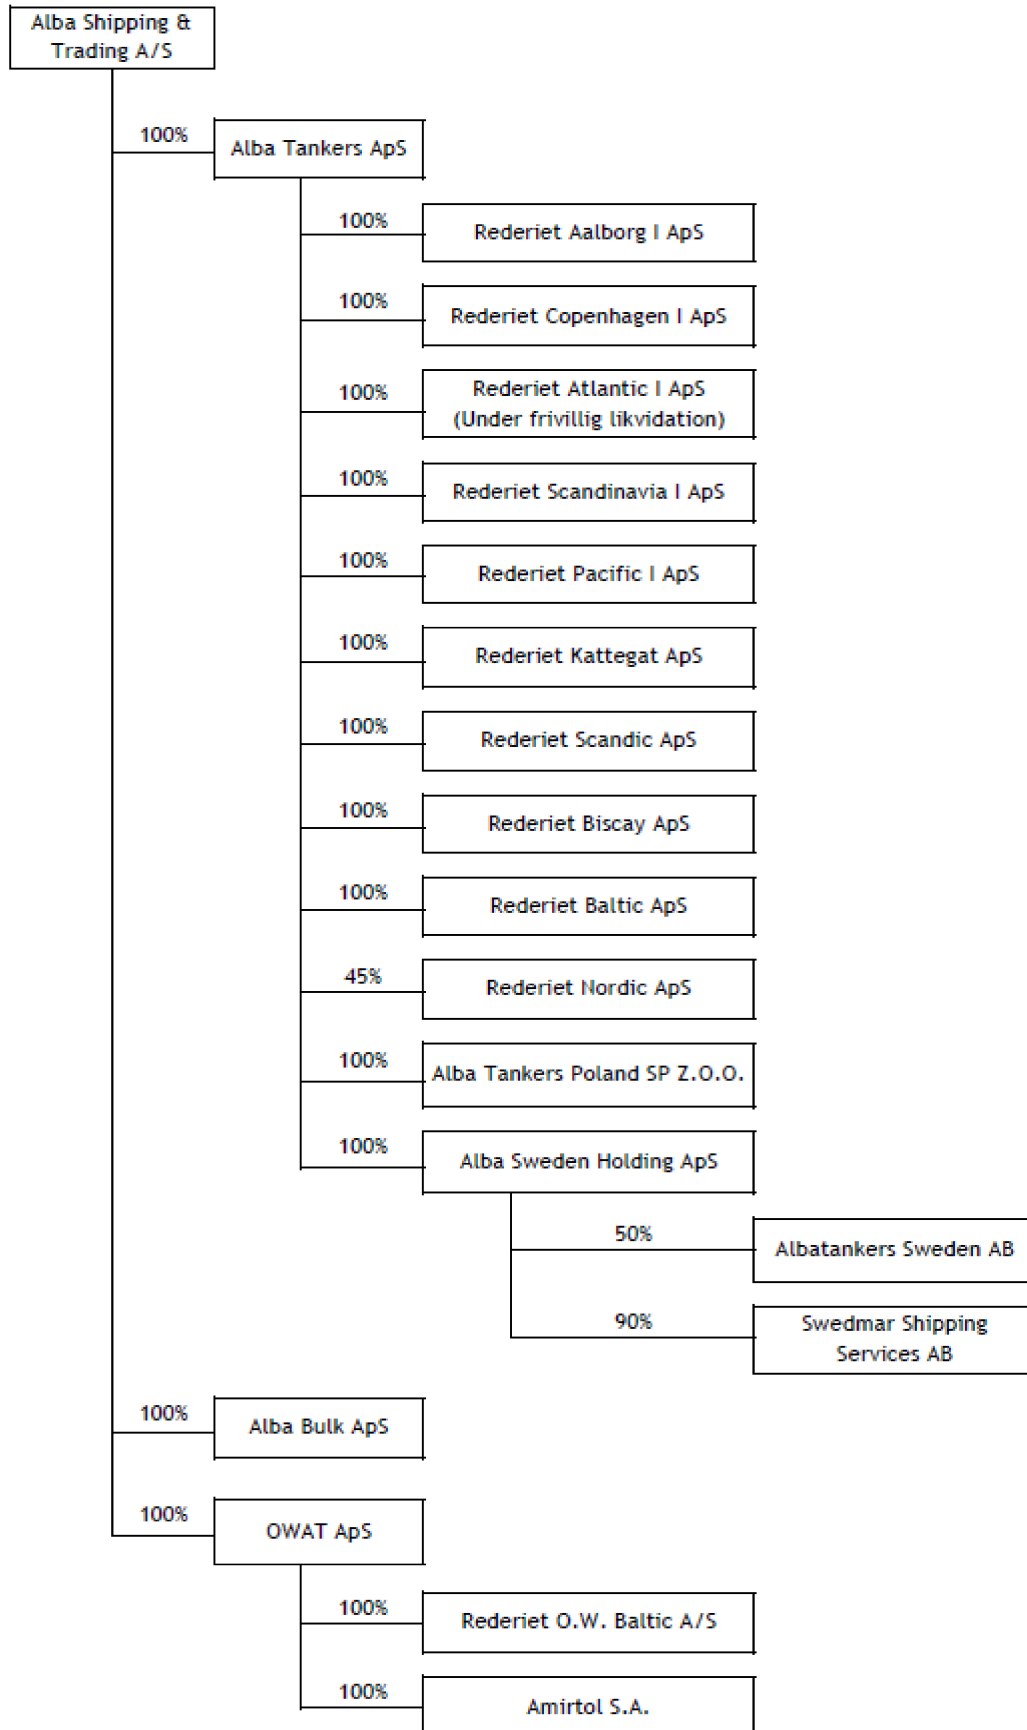 Alba Shipping &
Trading A/S
100%
Alba Tankers ApS
100%
Rederiet Aalborg I ApS
100%
Rederiet Copenhagen I ApS
100%
Rederiet Atlantic I ApS
(Under frivillig likvidation)
100%
Rederiet Scandinavia I ApS
100%
Rederiet Pacific I ApS
100%
Rederiet Kattegat ApS
100%
Rederiet Scandic ApS
100%
Rederiet Biscay ApS
100%
Rederiet Baltic ApS
45%
Rederiet Nordic ApS
100%
Alba Tankers Poland SP Z.O.O.
100%
Alba Sweden Holding ApS
50%
Albatankers Sweden AB
90%
Swedmar Shipping
Services AB
100%
Alba Bulk ApS
100%
OWAT ApS
100%
Rederiet O.W. Baltic A/S
100%
Amirtol S.A.